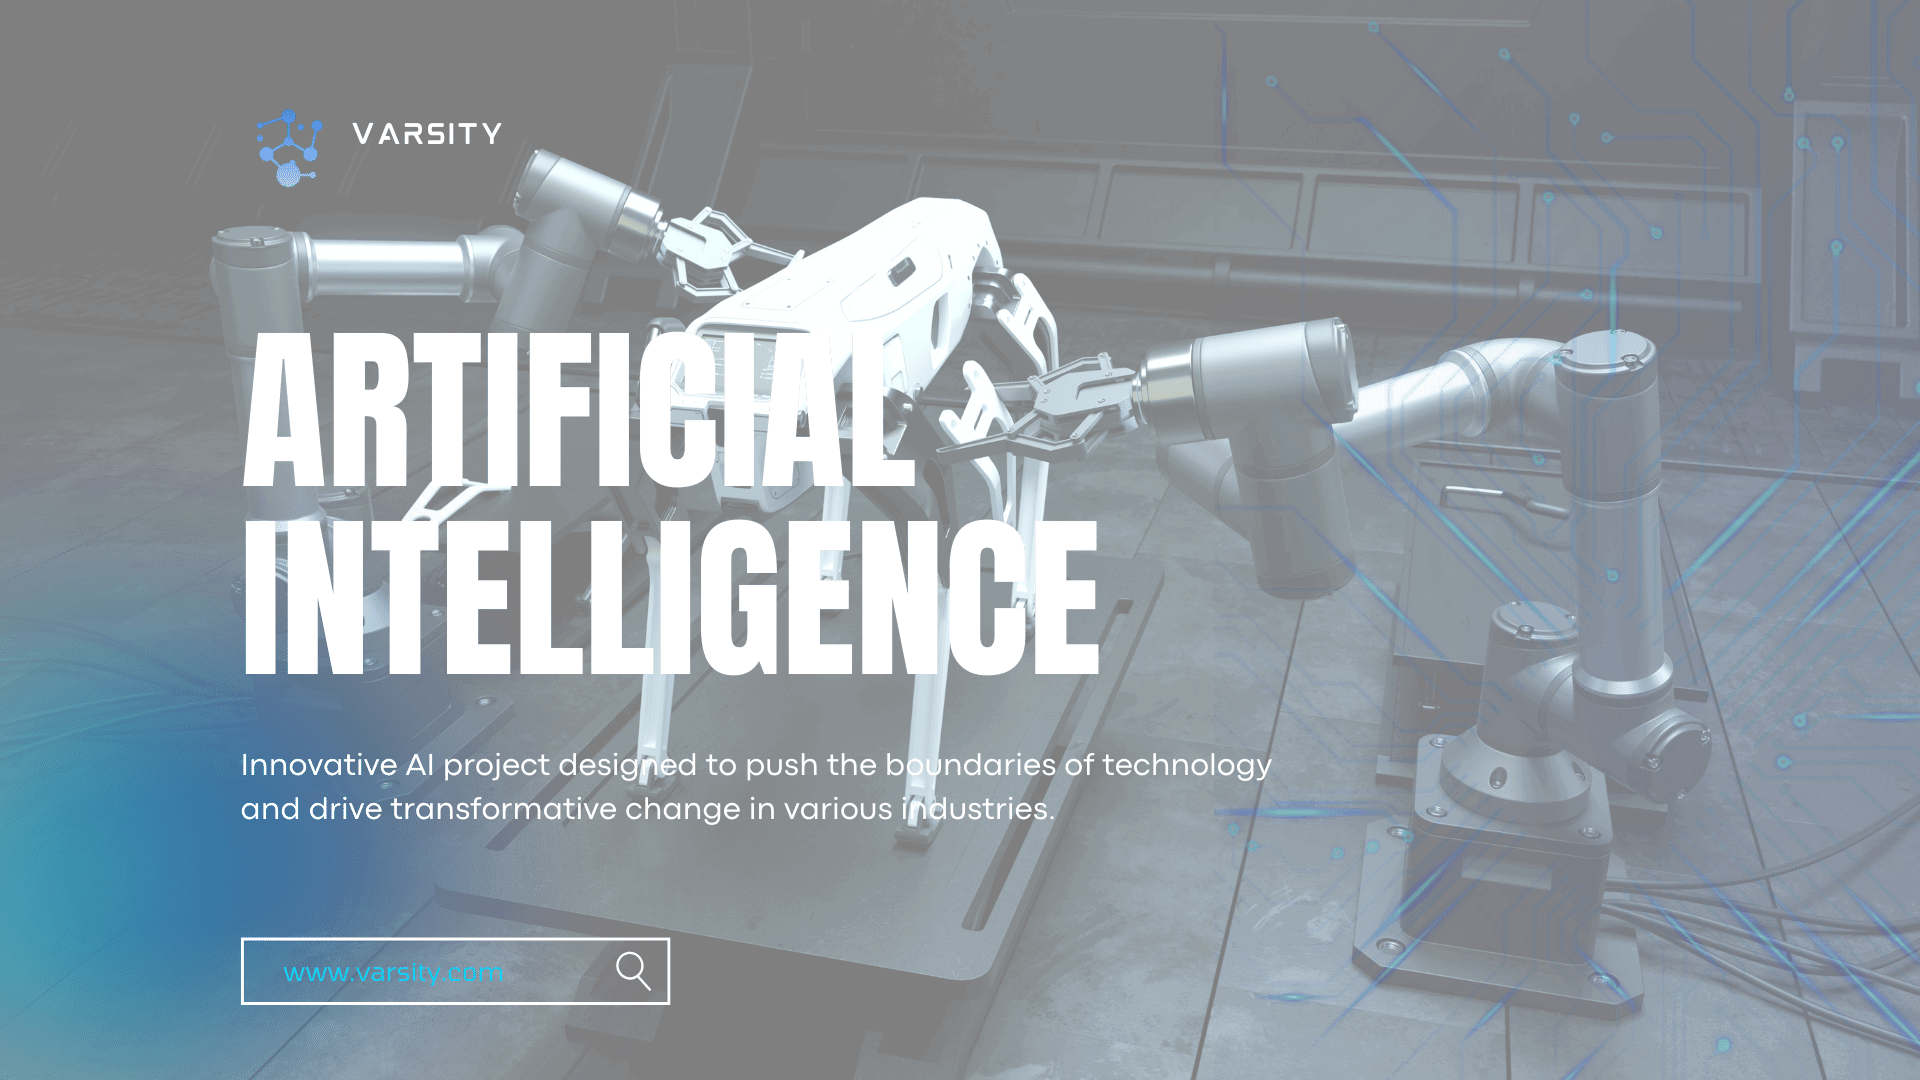 VARSITY
ARTIFICIAL
INTELLIGENCE
Innovative AI project designed to push the boundaries of technology
and drive transformative change in various industries.
www.varsity.com